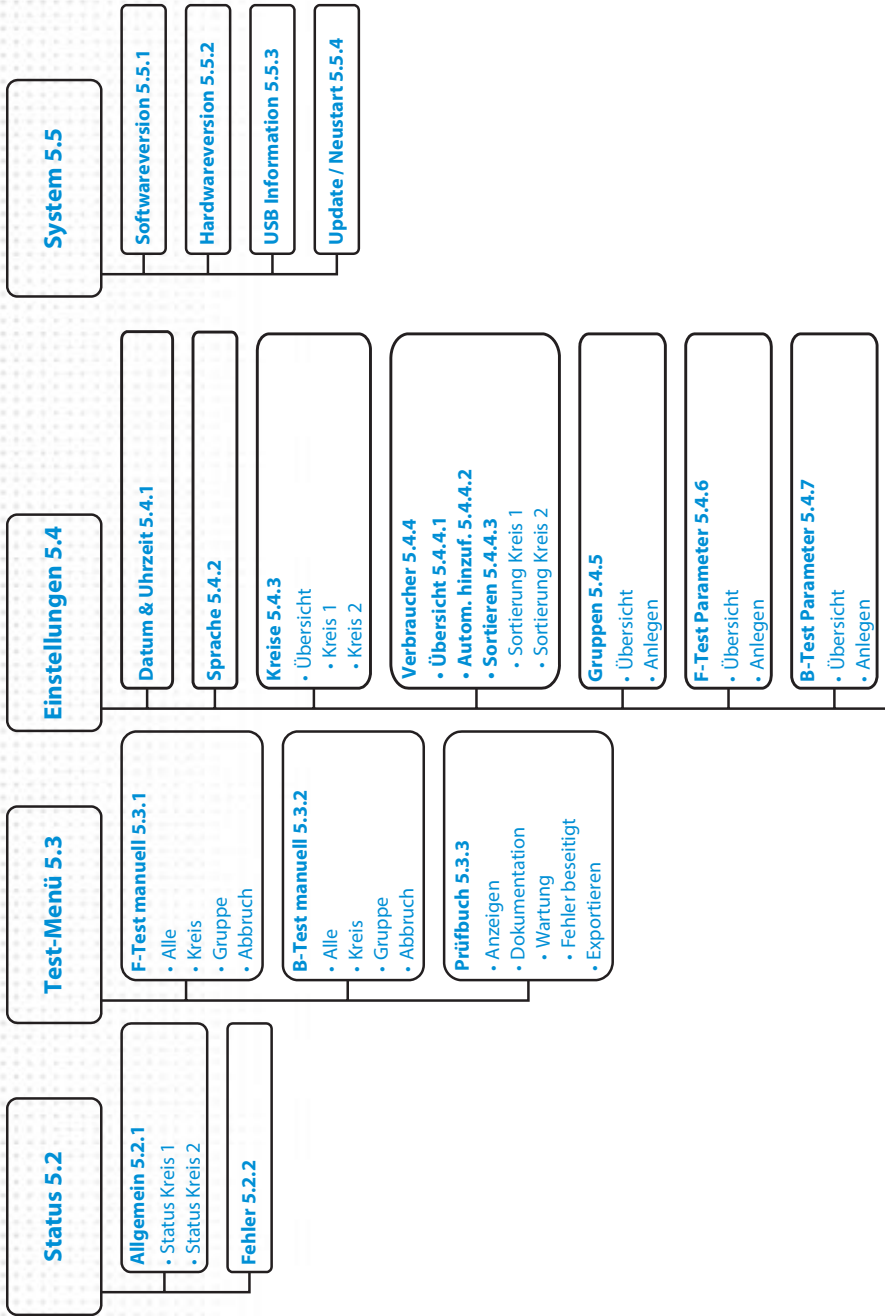 Status 5.2
Allgemein 5.2.1
• Status Kreis 1
• Status Kreis 2
Fehler 5.2.2
Test-Menü 5.3
F-Test manuell 5.3.1
• Alle
• Kreis
• Gruppe
• Abbruch
B-Test manuell 5.3.2
• Alle
• Kreis
• Gruppe
• Abbruch
Prüfbuch 5.3.3
• Anzeigen
• Dokumentation
• Wartung
• Fehler beseitigt
• Exportieren
Einstellungen 5.4
Datum & Uhrzeit 5.4.1
Sprache 5.4.2
Kreise 5.4.3
• Übersicht
• Kreis 1
• Kreis 2
Verbraucher 5.4.4
• Übersicht 5.4.4.1
• Autom. hinzuf. 5.4.4.2
• Sortieren 5.4.4.3
• Sortierung Kreis 1
• Sortierung Kreis 2
Gruppen 5.4.5
• Übersicht
• Anlegen
F-Test Parameter 5.4.6
• Übersicht
• Anlegen
B-Test Parameter 5.4.7
• Übersicht
• Anlegen
System 5.5
Softwareversion 5.5.1
Hardwareversion 5.5.2
USB Information 5.5.3
Update / Neustart 5.5.4